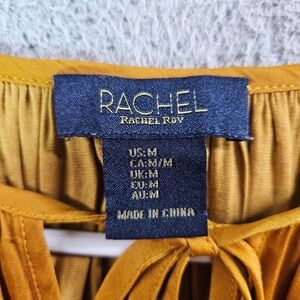 RACHEL
RACHEL ROY
US:M
CA:M/M
UK:M
EU:M
AU:M
MADE IN CHINA